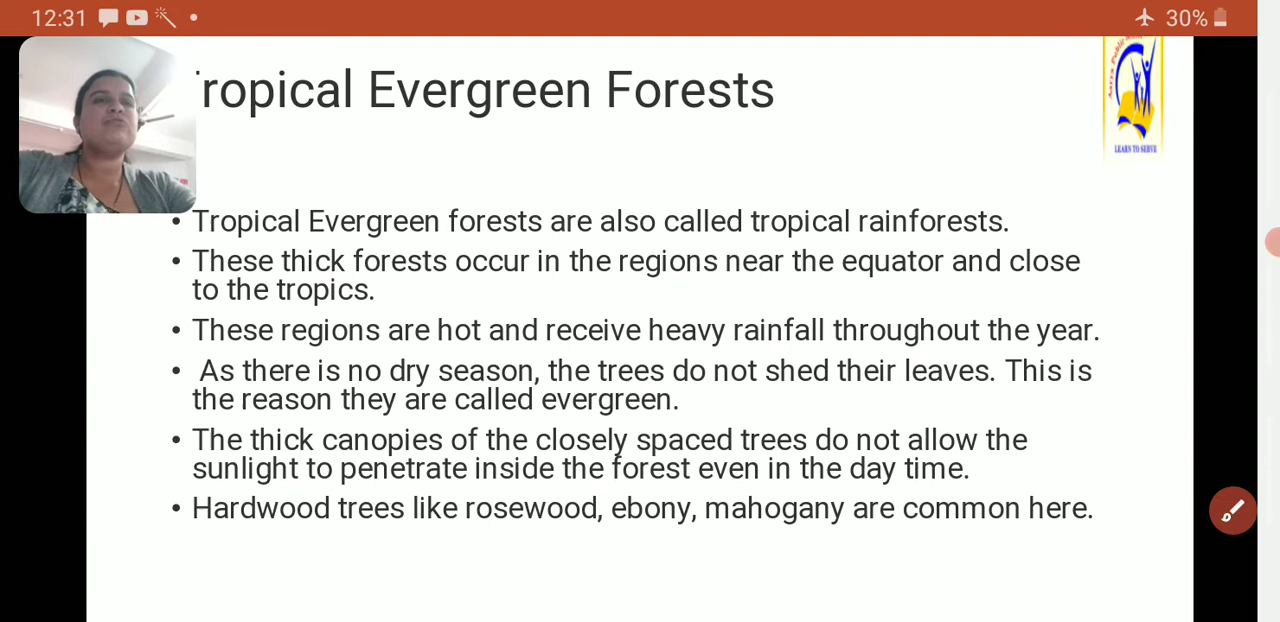 12:31
30%
ropical Evergreen Forests
LEARN TO SERVE
• Tropical Evergreen forests are also called tropical rainforests.
• These thick forests occur in the regions near the equator and close
to the tropics.
• These regions are hot and receive heavy rainfall throughout the year.
• As there is no dry season, the trees do not shed their leaves. This is
the reason they are called evergreen.
• The thick canopies of the closely spaced trees do not allow the
sunlight to penetrate inside the forest even in the day time.
• Hardwood trees like rosewood, ebony, mahogany are common here.